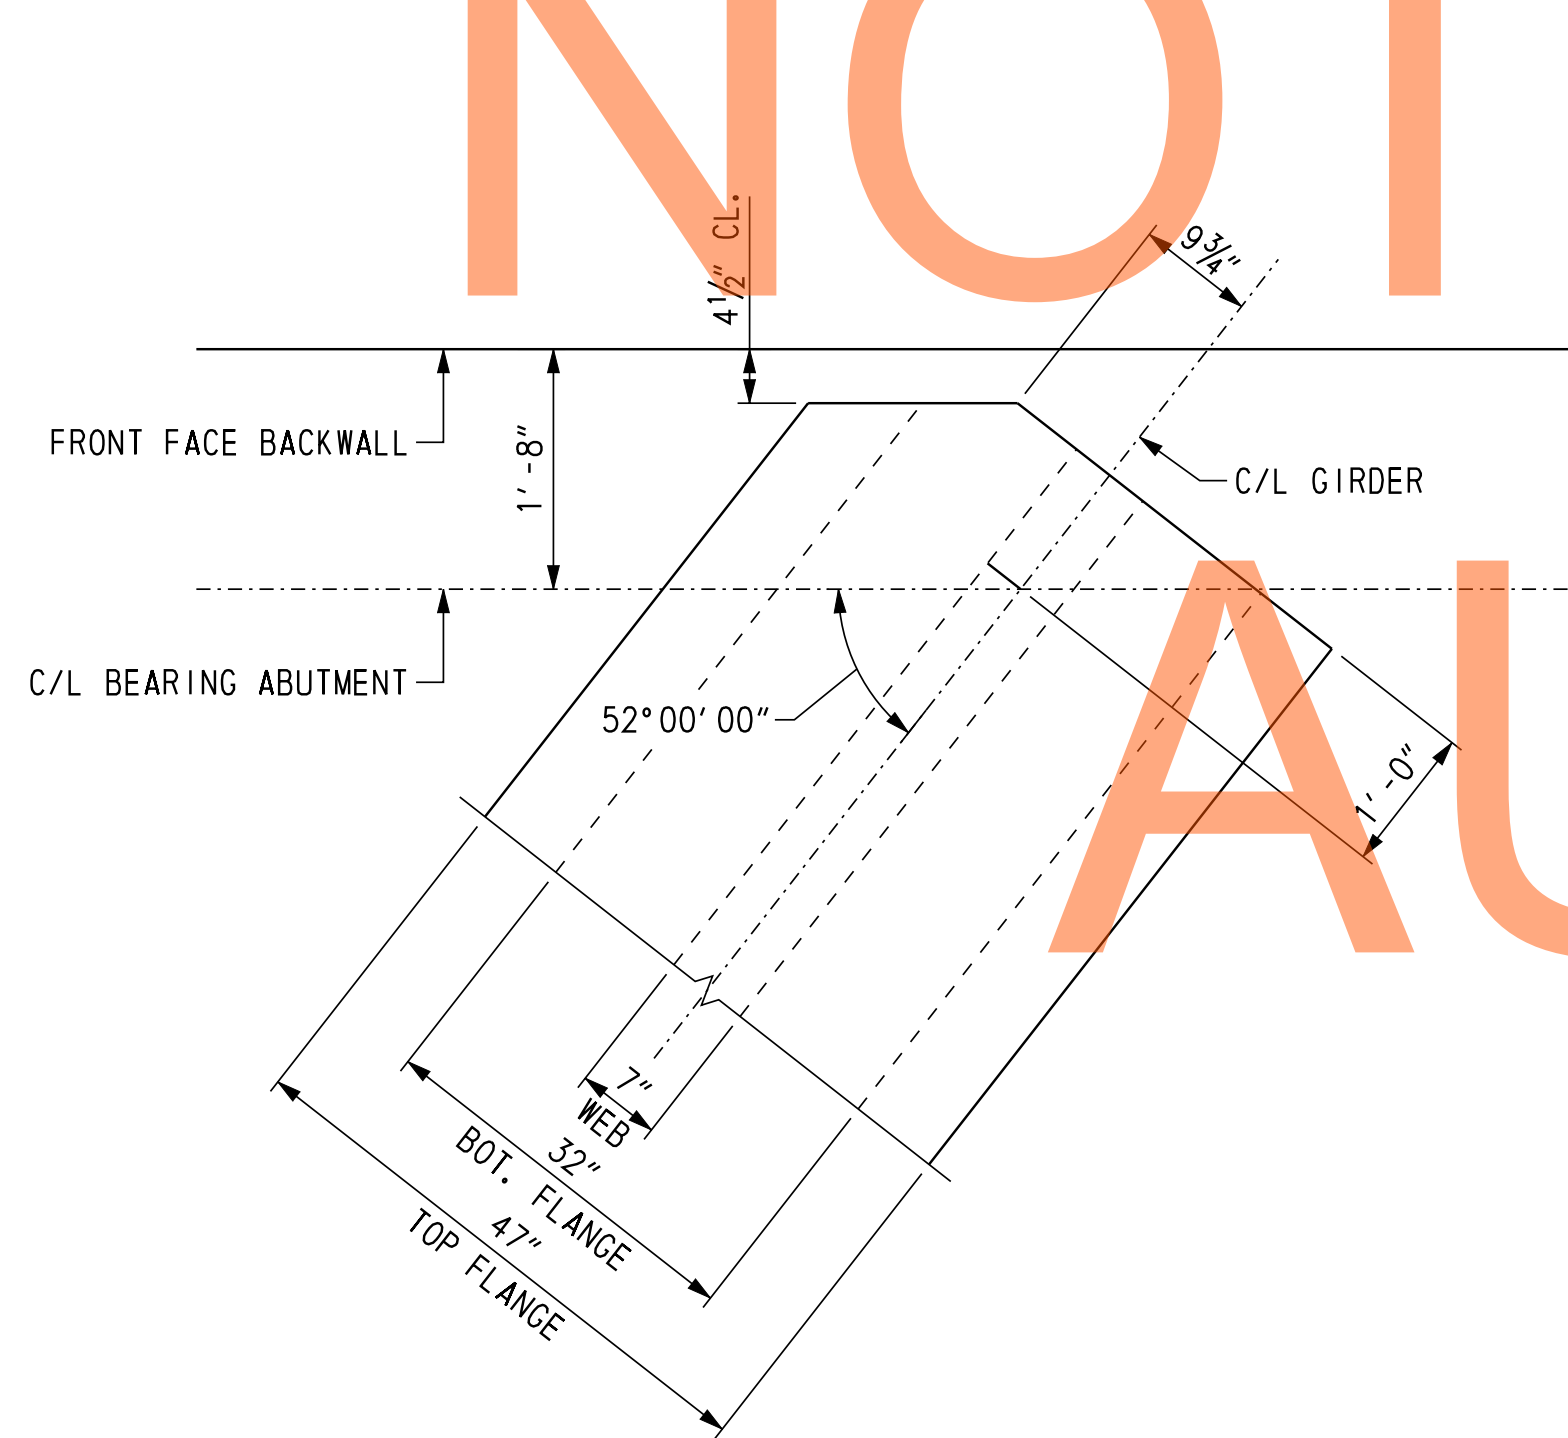 NOT
4½" CL.
9¾"
FRONT FACE BACKWALL
1'-8"
C/L GIRDER
AU
C/L BEARING ABUTMENT
52°00'00"
1'-0"
7"
WEB
32"
BOT. FLANGE
47"
TOP FLANGE